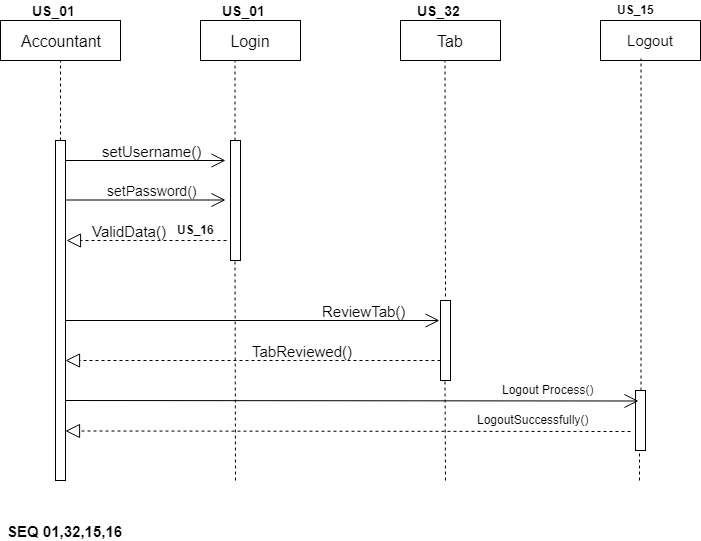 US_01 US_01 US_32 US_15
Accountant Login Tab Logout
setUsername()
setPassword()
ValidData() US_16
ReviewTab()
TabReviewed()
Logout Process()
LogoutSuccessfully()
SEQ 01,32,15,16